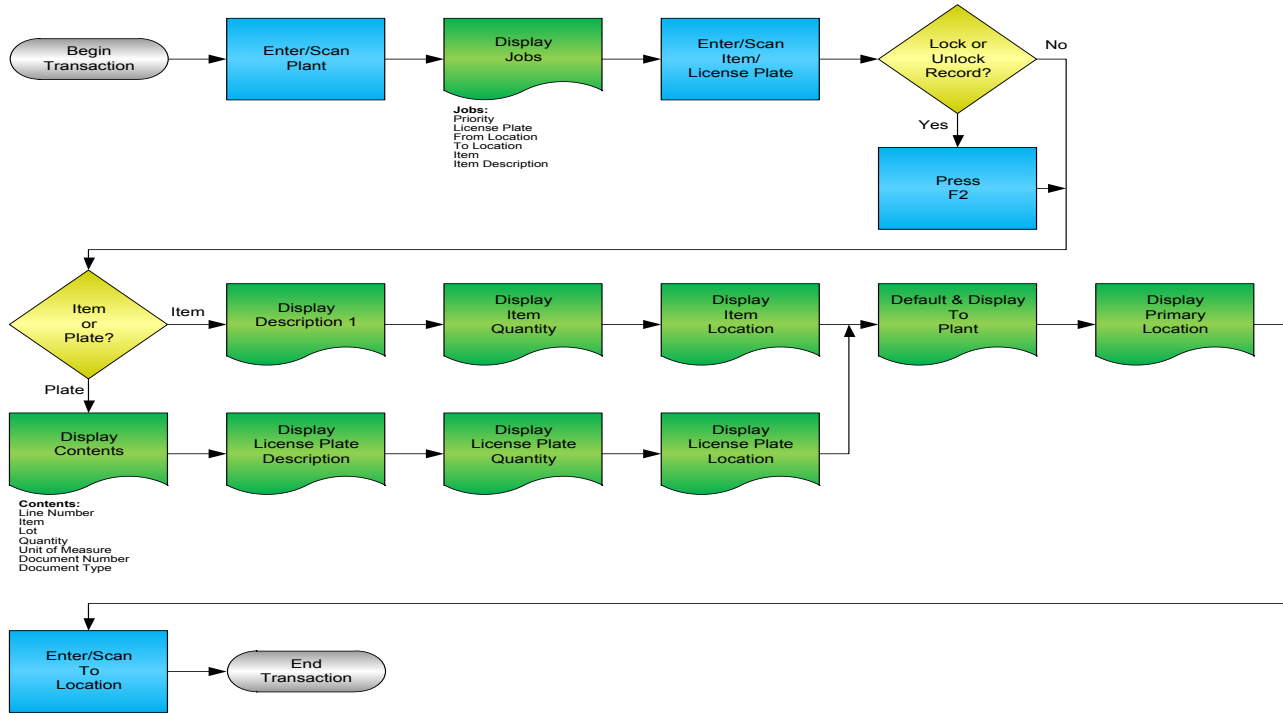 Begin
Transaction
Enter/Scan
Plant
Display
Jobs
Jobs:
Priority
License Plate
From Location
To Location
Item
Item Description
Enter/Scan
Item/
License Plate
Lock or
Unlock
Record?
No
Yes
Press
F2
Item
or
Plate?
Item
Display
Description 1
Display
Item
Quantity
Display
Item
Location
Default & Display
To
Plant
Display
Primary
Location
Plate
Display
Contents
Contents:
Line Number
Item
Lot
Quantity
Unit of Measure
Document Number
Document Type
Display
License Plate
Description
Display
License Plate
Quantity
Display
License Plate
Location
Enter/Scan
To
Location
End
Transaction